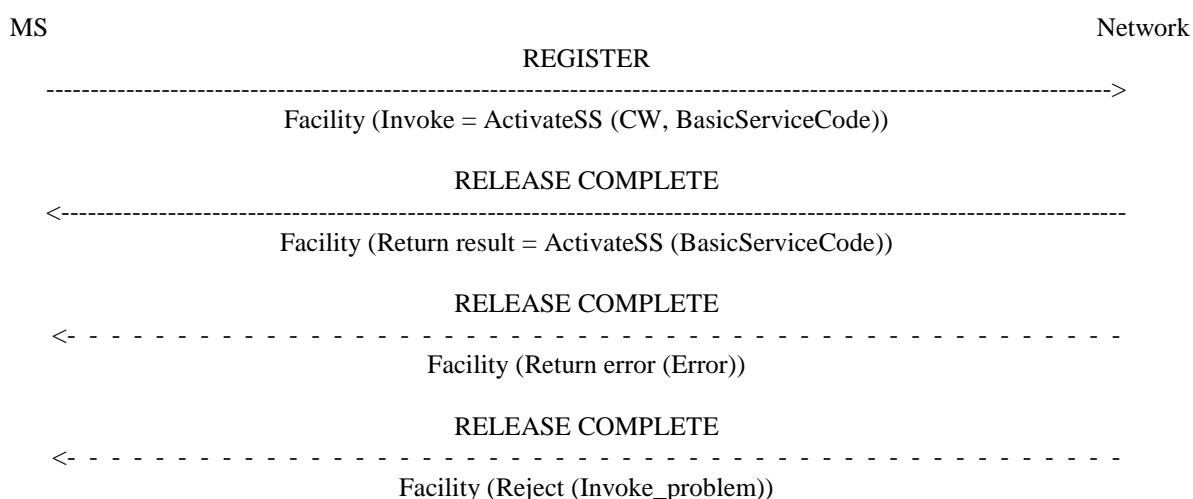 MS Network
REGISTER
Facility (Invoke = ActivateSS (CW, BasicServiceCode))
RELEASE COMPLETE
Facility (Return result = ActivateSS (BasicServiceCode))
RELEASE COMPLETE
Facility (Return error (Error))
RELEASE COMPLETE
Facility (Reject (Invoke_problem))